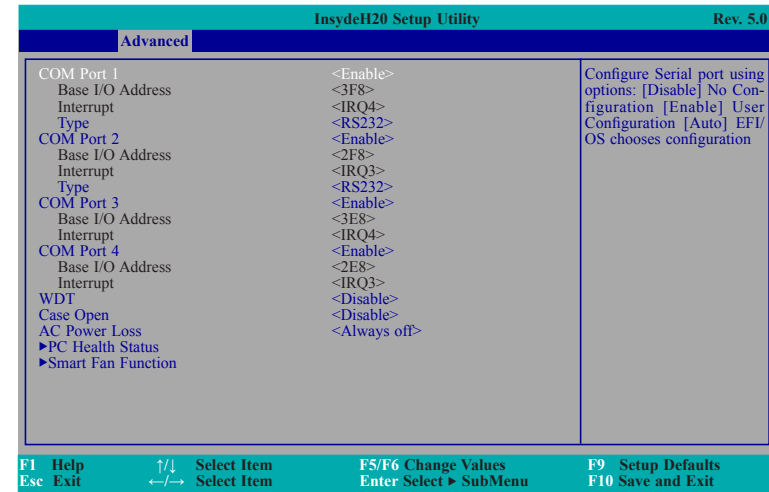 InsydeH20 Setup Utility Rev. 5.0
Advanced
COM Port 1 <Enable>
Base I/O Address <3F8>
Interrupt <IRQ4>
Type <RS232>
COM Port 2 <Enable>
Base I/O Address <2F8>
Interrupt <IRQ3>
Type <RS232>
COM Port 3 <Enable>
Base I/O Address <3E8>
Interrupt <IRQ4>
COM Port 4 <Enable>
Base I/O Address <2E8>
Interrupt <IRQ3>
WDT <Disable>
Case Open <Disable>
AC Power Loss <Always off>
►PC Health Status
►Smart Fan Function
Configure Serial port using
options: [Disable] No Con-
figuration [Enable] User
Configuration [Auto] EFI/
OS chooses configuration
F1 Help ↑/↓ Select Item F5/F6 Change Values F9 Setup Defaults
Esc Exit ←/→ Select Item Enter Select ► SubMenu F10 Save and Exit